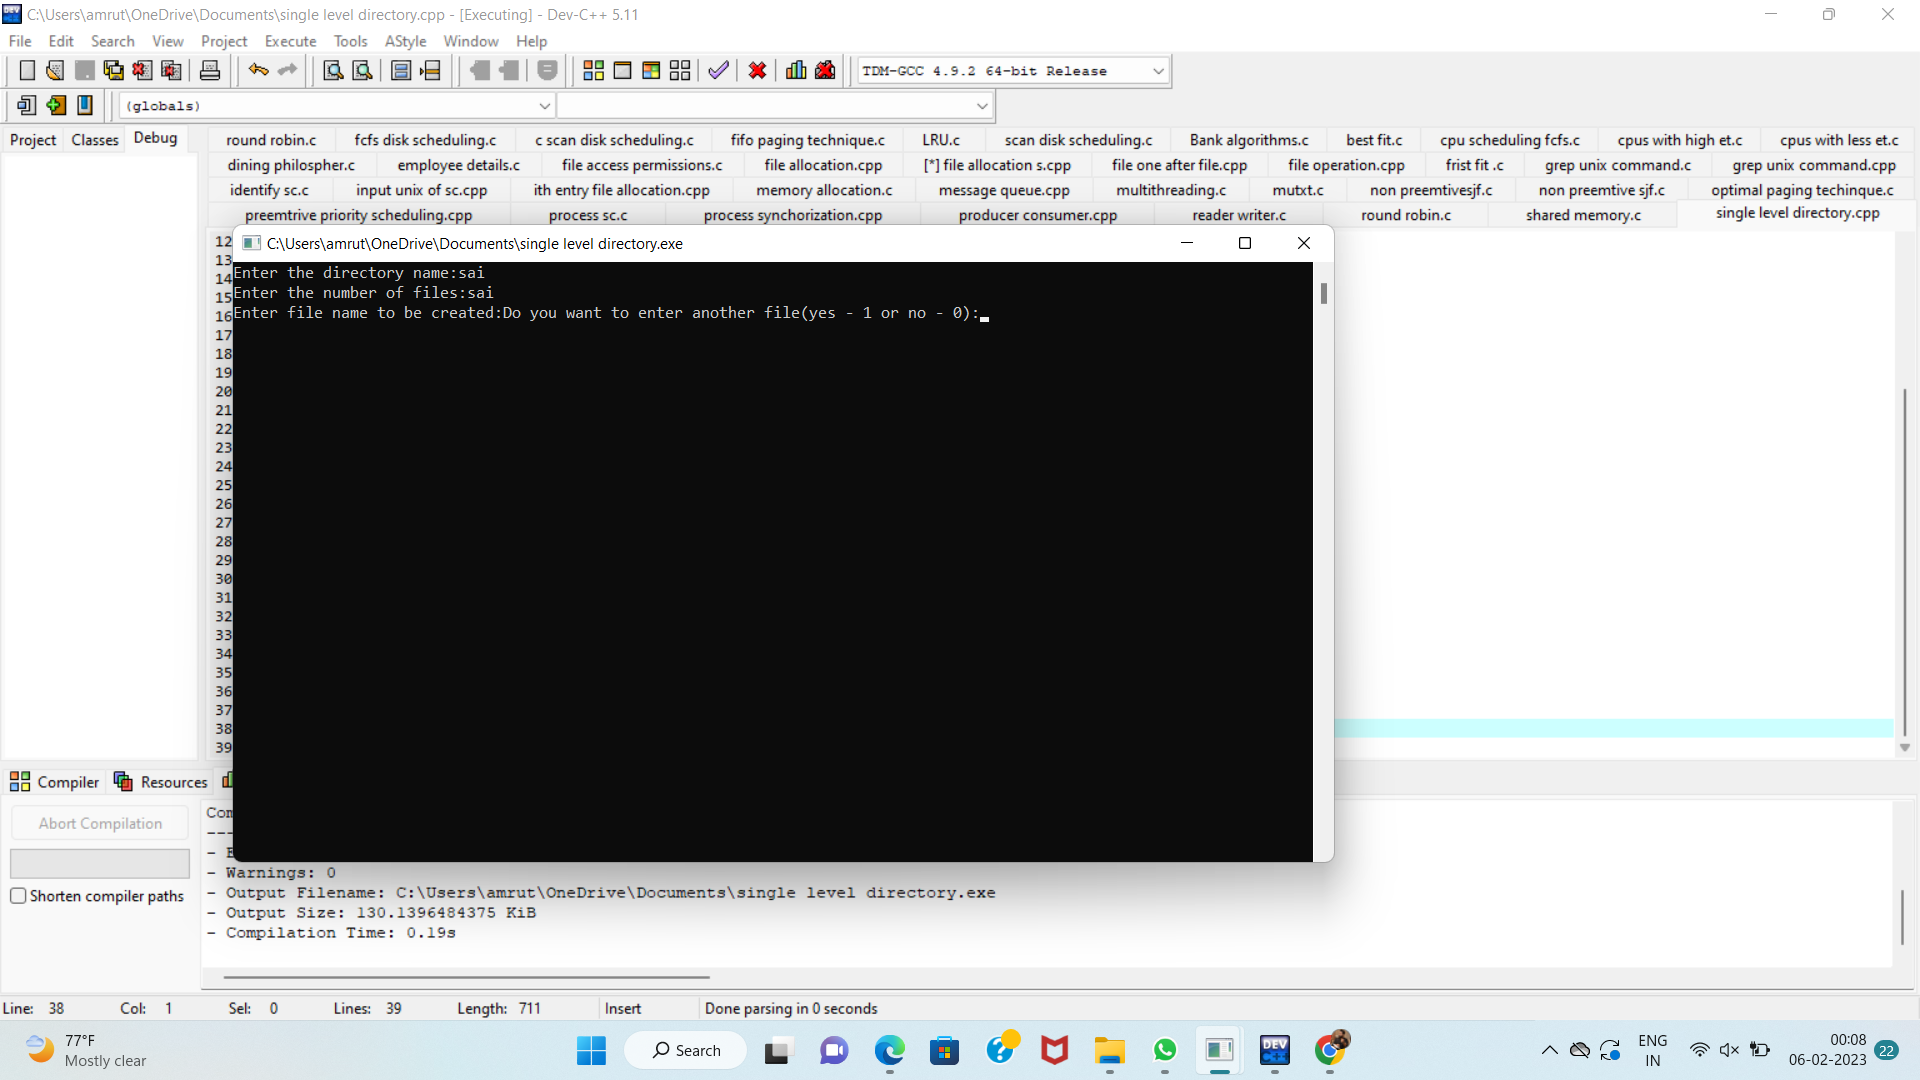 C:\Users\amrut\OneDrive\Documents\single level directory.cpp - [Executing] - Dev-C++ 5.11
File Edit Search View Project Execute Tools AStyle Window Help
TDM-GCC 4.9.2 64-bit Release
(globals)
Project Classes Debug
round robin.c fcfs disk scheduling.c c scan disk scheduling.c fifo paging technique.c LRU.c scan disk scheduling.c Bank algorithms.c best fit.c cpu scheduling fcfs.c cpus with high et.c cpus with less et.c
dining philospher.c employee details.c file access permissions.c file allocation.cpp [*] file allocation s.cpp file one after file.cpp file operation.cpp frist fit .c grep unix command.c grep unix command.cpp
identify sc.c input unix of sc.cpp ith entry file allocation.cpp memory allocation.c message queue.cpp multithreading.c mutxt.c non preemtivesjf.c non preemtive sjf.c optimal paging techinque.c
preemtrive priority scheduling.cpp process sc.c process synchorization.cpp producer consumer.cpp reader writer.c round robin.c shared memory.c single level directory.cpp
12
13
14
15
16
17
18
19
20
21
22
23
24
25
26
27
28
29
30
31
32
33
34
35
36
37
38
39
C:\Users\amrut\OneDrive\Documents\single level directory.exe
Enter the directory name:sai
Enter the number of files:sai
Enter file name to be created:Do you want to enter another file(yes - 1 or no - 0):
Compiler Resources
Abort Compilation
Shorten compiler paths
Com
- E
- Warnings: 0
- Output Filename: C:\Users\amrut\OneDrive\Documents\single level directory.exe
- Output Size: 130.1396484375 KiB
- Compilation Time: 0.19s
Line: 38 Col: 1 Sel: 0 Lines: 39 Length: 711 Insert Done parsing in 0 seconds
77°F
Mostly clear
Search
DEV
ENG
IN
00:08
06-02-2023
22